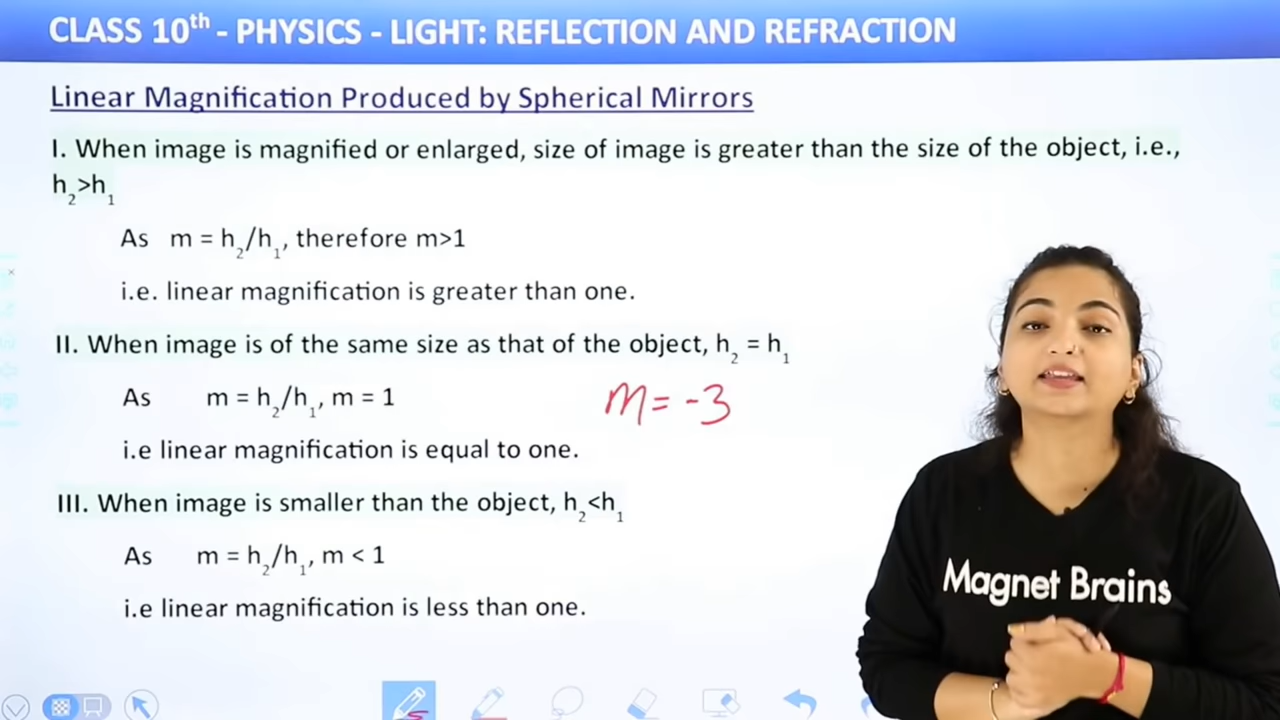 CLASS 10th - PHYSICS - LIGHT: REFLECTION AND REFRACTION
Linear Magnification Produced by Spherical Mirrors
I. When image is magnified or enlarged, size of image is greater than the size of the object, i.e.,
h2>h1
As m = h2/h1, therefore m>1
i.e. linear magnification is greater than one.
II. When image is of the same size as that of the object, h2 = h1
As m = h2/h1, m = 1
m = -3
i.e linear magnification is equal to one.
III. When image is smaller than the object, h2<h1
As m = h2/h1, m < 1
i.e linear magnification is less than one.
Magnet Brains